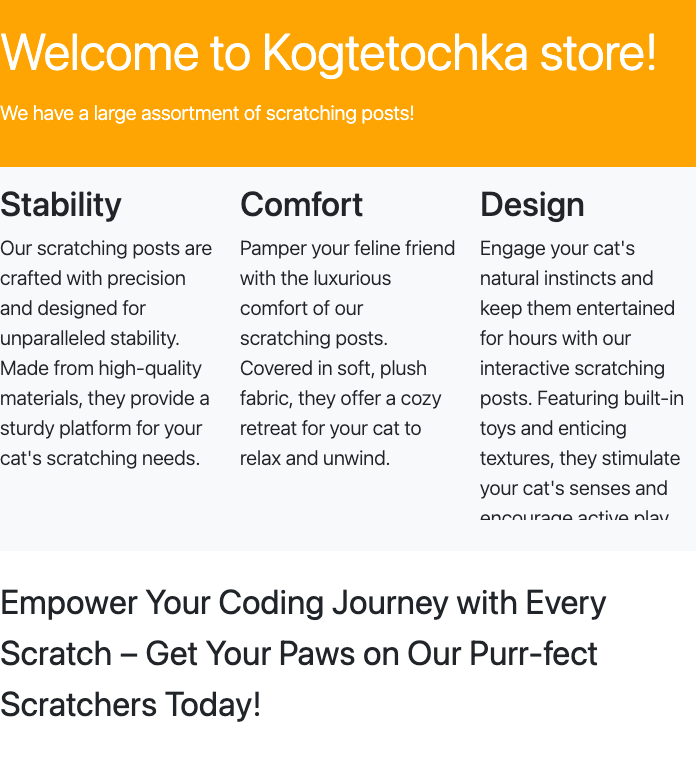 Welcome to Kogtetochka store!
We have a large assortment of scratching posts!
Stability
Our scratching posts are
crafted with precision
and designed for
unparalleled stability.
Made from high-quality
materials, they provide a
sturdy platform for your
cat's scratching needs.
Comfort
Pamper your feline friend
with the luxurious
comfort of our
scratching posts.
Covered in soft, plush
fabric, they offer a cozy
retreat for your cat to
relax and unwind.
Design
Engage your cat's
natural instincts and
keep them entertained
for hours with our
interactive scratching
posts. Featuring built-in
toys and enticing
textures, they stimulate
your cat's senses and
encourage active play
Empower Your Coding Journey with Every
Scratch – Get Your Paws on Our Purr-fect
Scratchers Today!